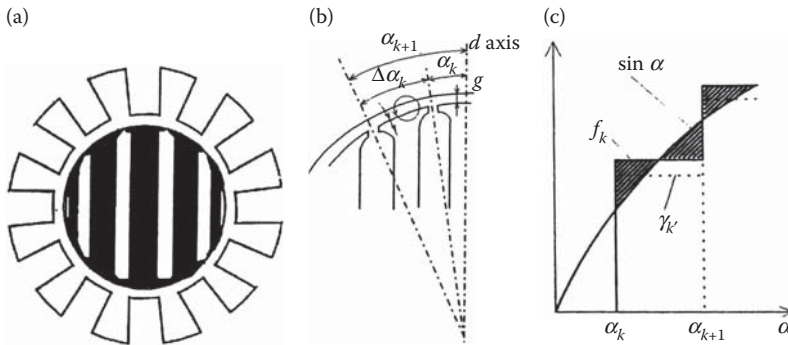 (a)
(b)
(c)
α_{k+1}
d axis
Δα_k
α_k
g
sin α
f_k
γ_{k'}
α_k
α_{k+1}
α